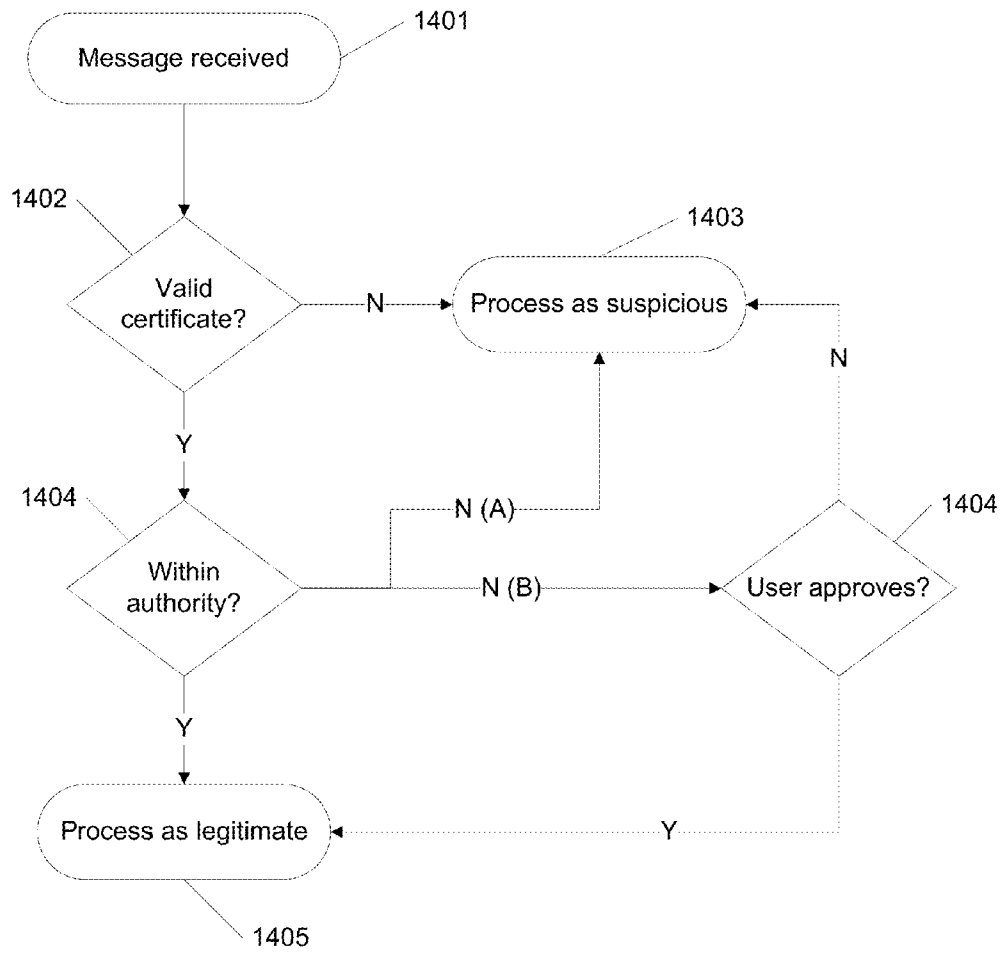 1401
Message received
1402
1403
Valid
certificate?
N
Process as suspicious
N
Y
1404
N (A)
1404
Within
authority?
N (B)
User approves?
Y
Process as legitimate
Y
1405